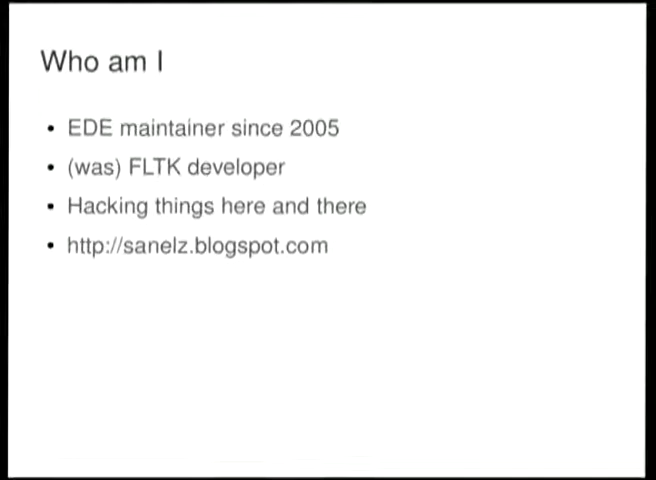 Who am I
• EDE maintainer since 2005
• (was) FLTK developer
• Hacking things here and there
• http://sanelz.blogspot.com